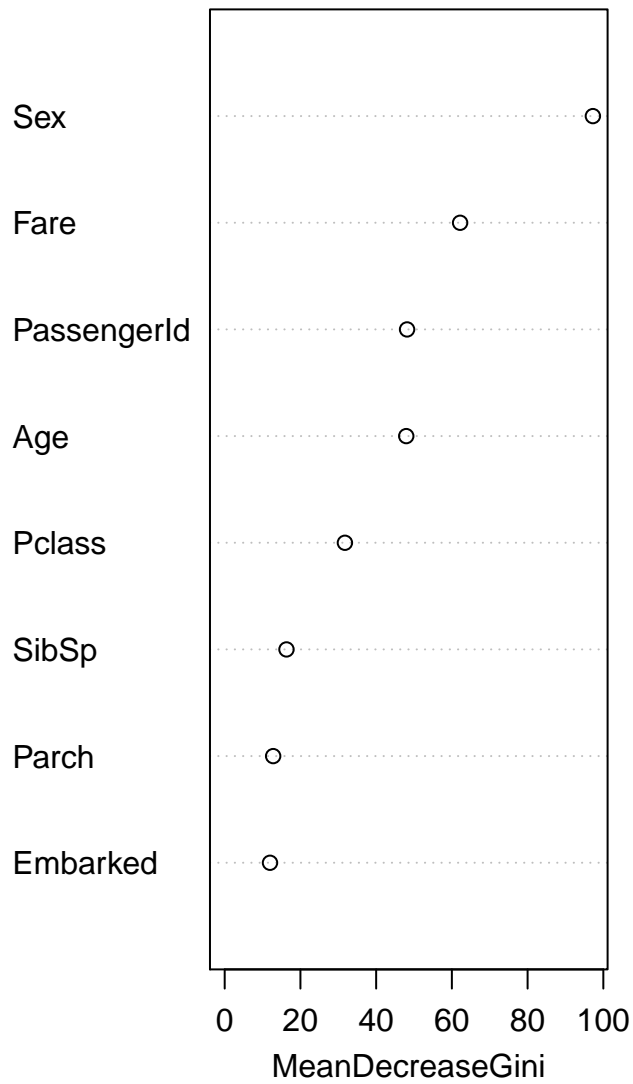 Sex
Fare
PassengerId
Age
Pclass
SibSp
Parch
Embarked
0 20 40 60 80 100
MeanDecreaseGini